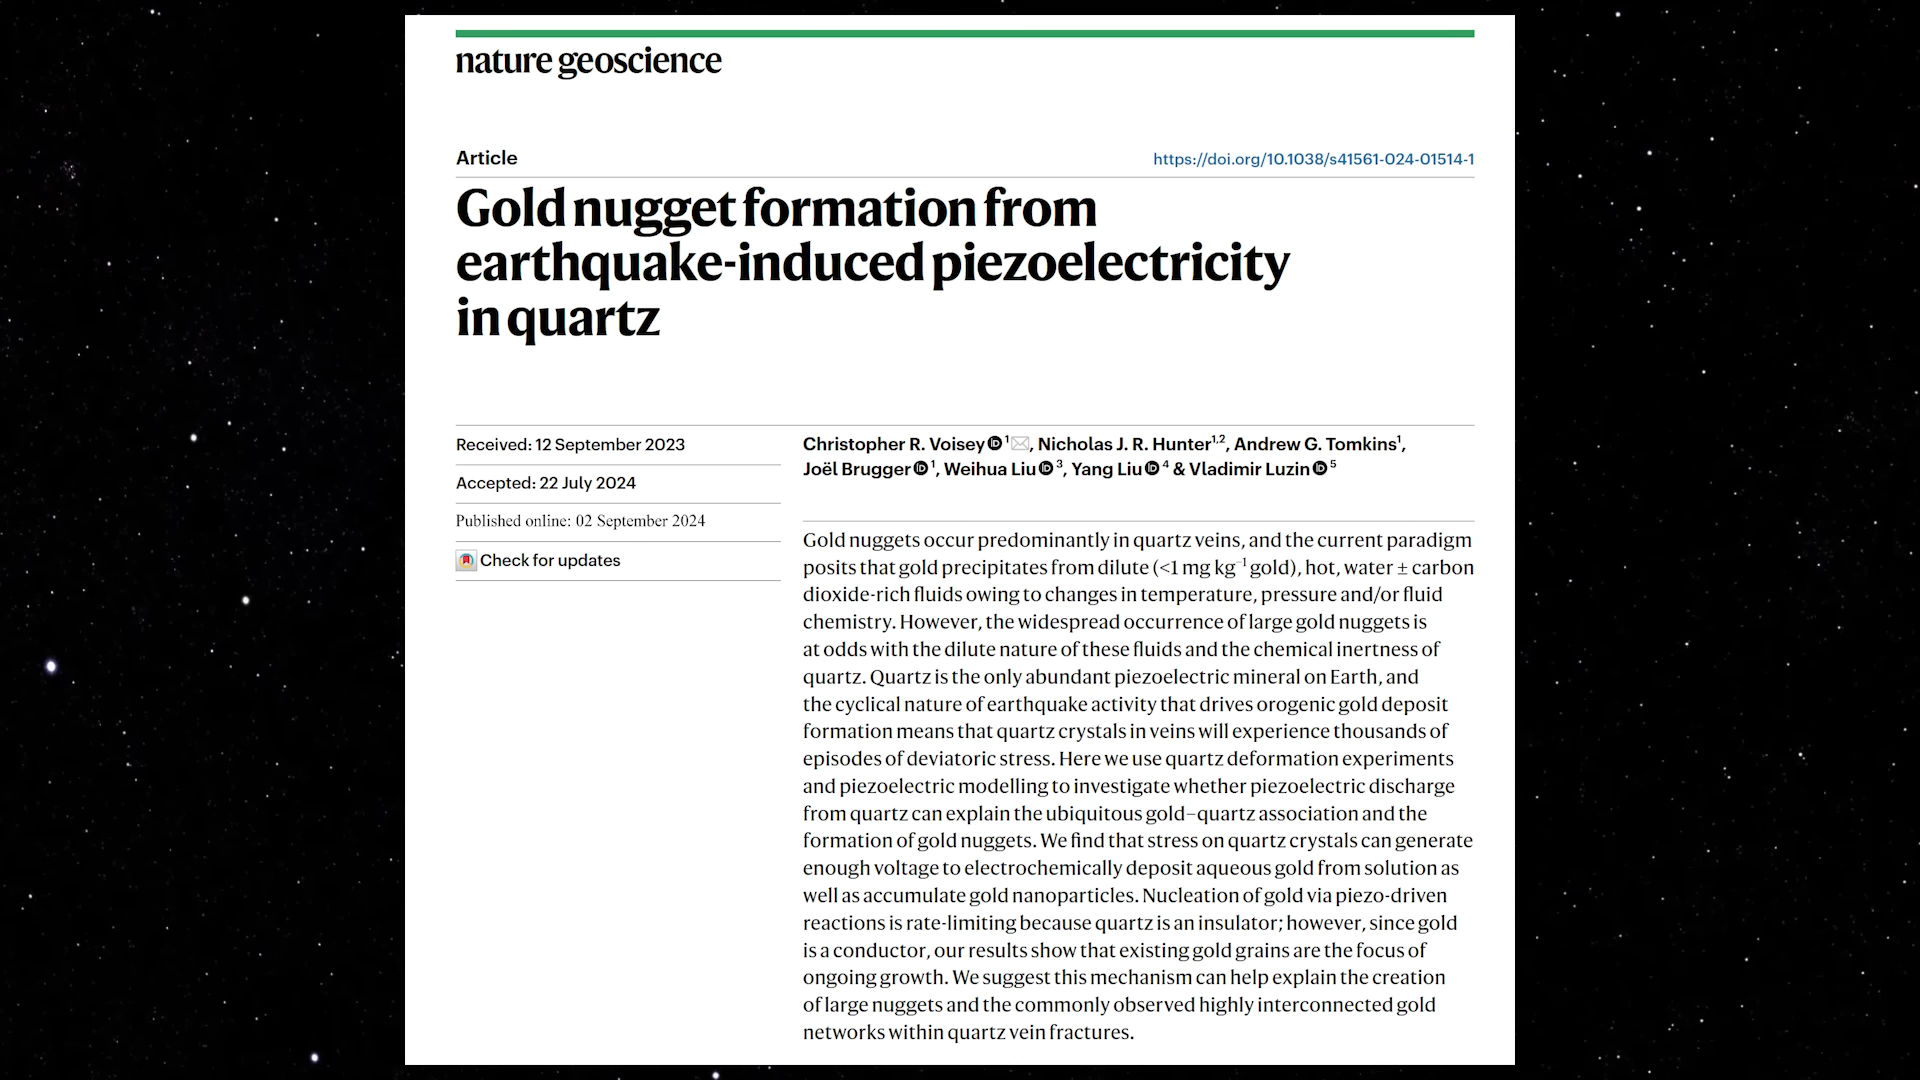 nature geoscience
Article
https://doi.org/10.1038/s41561-024-01514-1
Gold nugget formation from
earthquake-induced piezoelectricity
in quartz
Received: 12 September 2023
Accepted: 22 July 2024
Published online: 02 September 2024
Check for updates
Christopher R. Voisey iD 1, Nicholas J. R. Hunter1,2, Andrew G. Tomkins1,
Joël Brugger iD 1, Weihua Liu iD 3, Yang Liu iD 4 & Vladimir Luzin iD 5
Gold nuggets occur predominantly in quartz veins, and the current paradigm
posits that gold precipitates from dilute (<1 mg kg−1 gold), hot, water ± carbon
dioxide-rich fluids owing to changes in temperature, pressure and/or fluid
chemistry. However, the widespread occurrence of large gold nuggets is
at odds with the dilute nature of these fluids and the chemical inertness of
quartz. Quartz is the only abundant piezoelectric mineral on Earth, and
the cyclical nature of earthquake activity that drives orogenic gold deposit
formation means that quartz crystals in veins will experience thousands of
episodes of deviatoric stress. Here we use quartz deformation experiments
and piezoelectric modelling to investigate whether piezoelectric discharge
from quartz can explain the ubiquitous gold–quartz association and the
formation of gold nuggets. We find that stress on quartz crystals can generate
enough voltage to electrochemically deposit aqueous gold from solution as
well as accumulate gold nanoparticles. Nucleation of gold via piezo-driven
reactions is rate-limiting because quartz is an insulator; however, since gold
is a conductor, our results show that existing gold grains are the focus of
ongoing growth. We suggest this mechanism can help explain the creation
of large nuggets and the commonly observed highly interconnected gold
networks within quartz vein fractures.